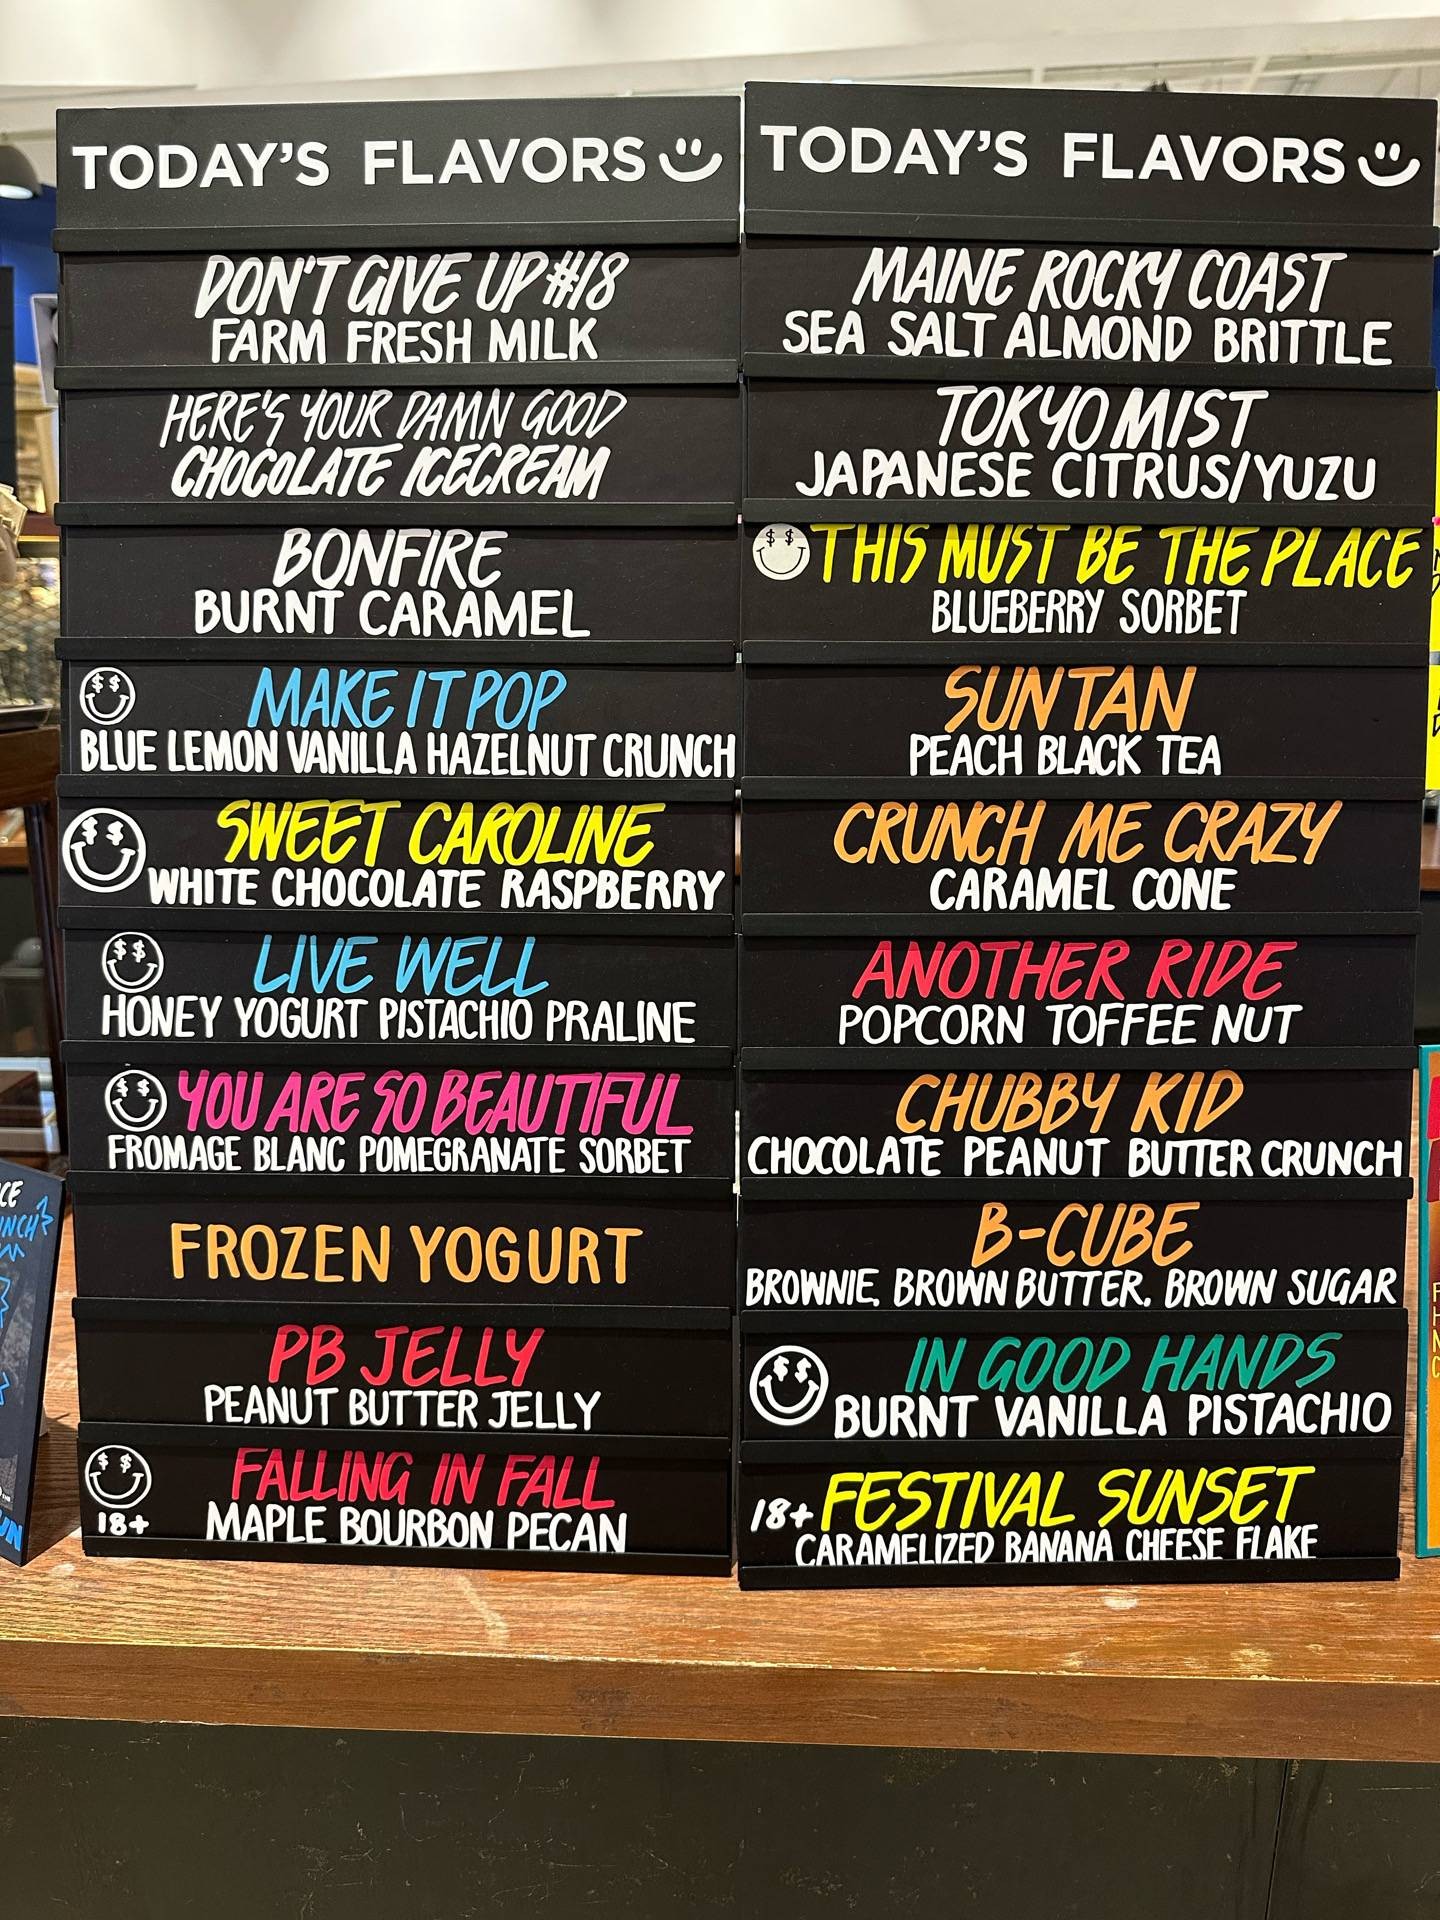 TODAY'S FLAVORS
DON'T GIVE UP #18
FARM FRESH MILK
HERE'S YOUR DAMN GOOD
CHOCOLATE ICECREAM
BONFIRE
BURNT CARAMEL
$ $
MAKE IT POP
BLUE LEMON VANILLA HAZELNUT CRUNCH
$ $
SWEET CAROLINE
WHITE CHOCOLATE RASPBERRY
$ $
LIVE WELL
HONEY YOGURT PISTACHIO PRALINE
$ $
YOU ARE SO BEAUTIFUL
FROMAGE BLANC POMEGRANATE SORBET
FROZEN YOGURT
PB JELLY
PEANUT BUTTER JELLY
$ $
FALLING IN FALL
18+ MAPLE BOURBON PECAN
TODAY'S FLAVORS
MAINE ROCKY COAST
SEA SALT ALMOND BRITTLE
TOKYO MIST
JAPANESE CITRUS/YUZU
$ $
THIS MUST BE THE PLACE
BLUEBERRY SORBET
SUNTAN
PEACH BLACK TEA
CRUNCH ME CRAZY
CARAMEL CONE
ANOTHER RIDE
POPCORN TOFFEE NUT
CHUBBY KID
CHOCOLATE PEANUT BUTTER CRUNCH
B-CUBE
BROWNIE, BROWN BUTTER, BROWN SUGAR
$ $
IN GOOD HANDS
BURNT VANILLA PISTACHIO
18+ FESTIVAL SUNSET
CARAMELIZED BANANA CHEESE FLAKE